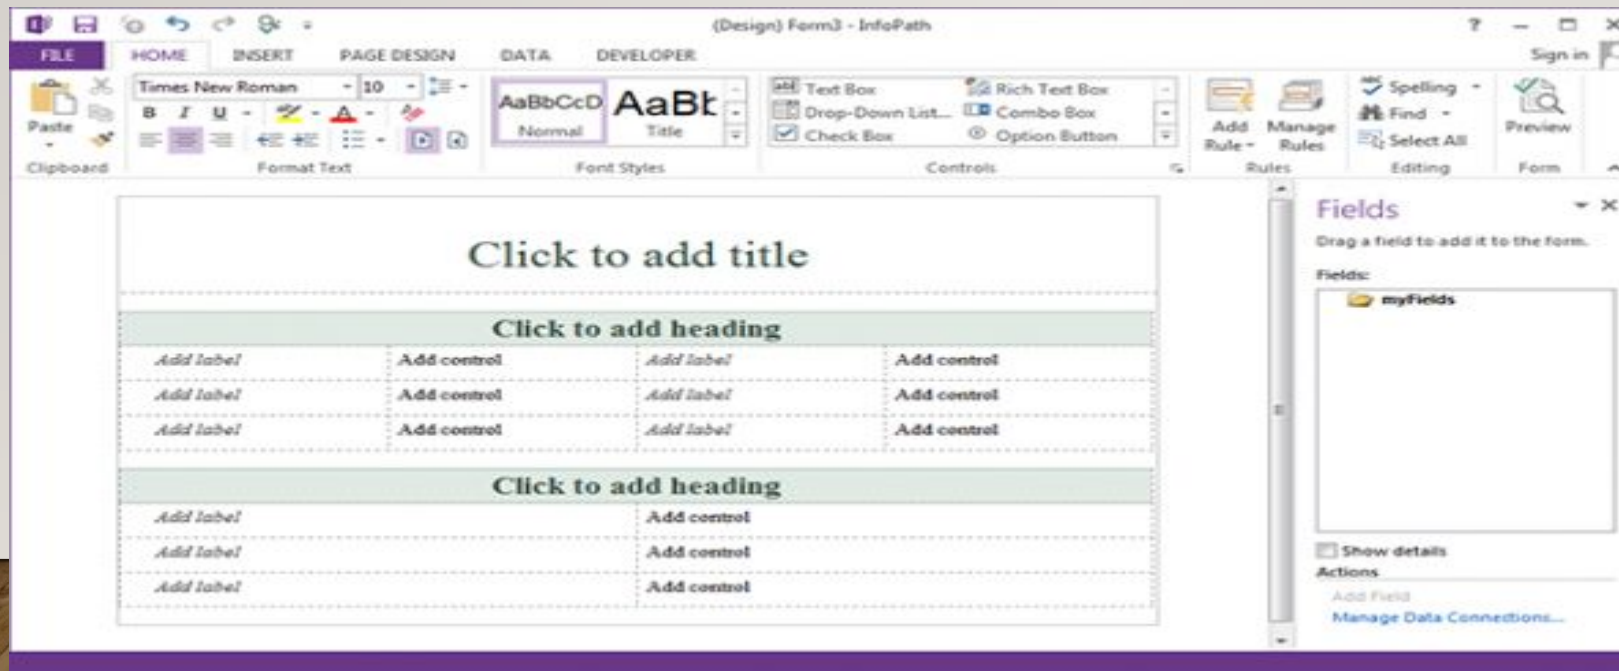 (Design) Form3 - InfoPath ?
FILE HOME INSERT PAGE DESIGN DATA DEVELOPER Sign in
Paste
Clipboard
Times New Roman 10
B I U A
Format Text
AaBbCcD AaBb
Normal Title
Font Styles
Text Box Rich Text Box
Drop-Down List... Combo Box
Check Box Option Button
Controls
Add Rule Manage Rules
Rules
Spelling
Find
Select All
Editing
Preview
Form
Click to add title
Click to add heading
Add label Add control Add label Add control
Add label Add control Add label Add control
Add label Add control Add label Add control
Click to add heading
Add label Add control
Add label Add control
Add label Add control
Fields
Drag a field to add it to the form.
Fields:
myFields
Show details
Actions
Add Field
Manage Data Connections...